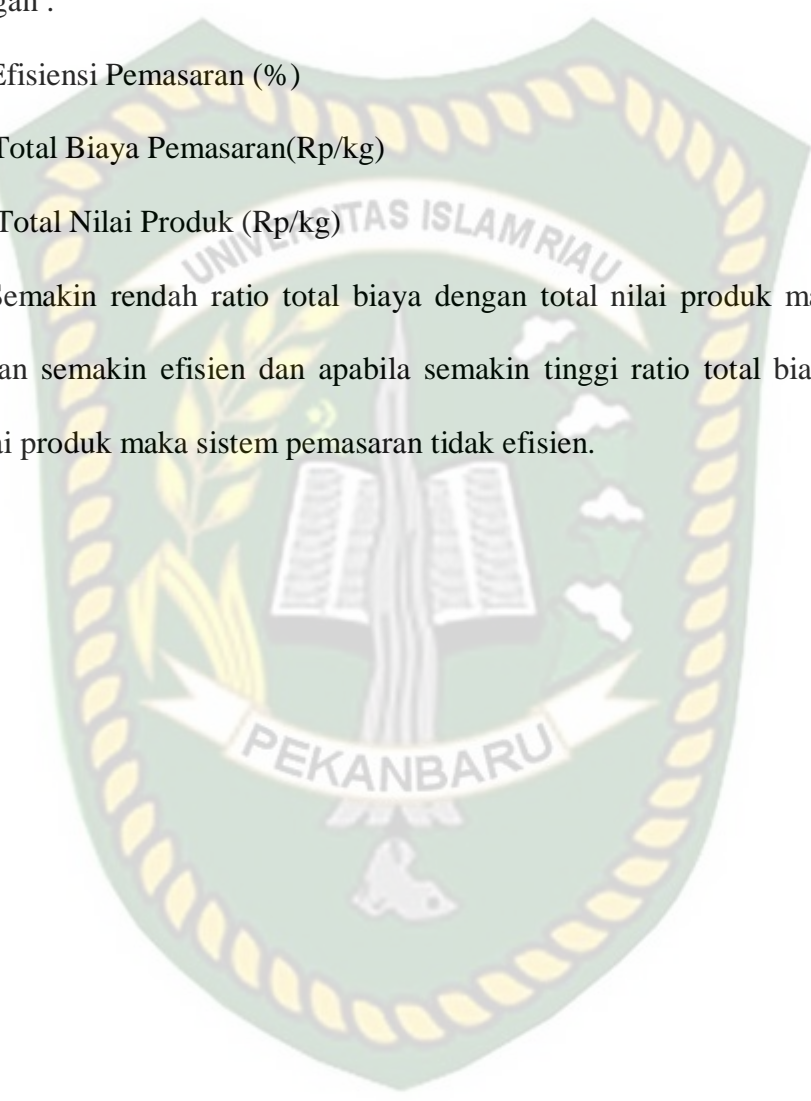 gan :
Efisiensi Pemasaran (%)
Total Biaya Pemasaran(Rp/kg)
Total Nilai Produk (Rp/kg)
UNIVERSITAS ISLAM RIAU
Semakin rendah ratio total biaya dengan total nilai produk ma
an semakin efisien dan apabila semakin tinggi ratio total bia
ai produk maka sistem pemasaran tidak efisien.
PEKANBARU